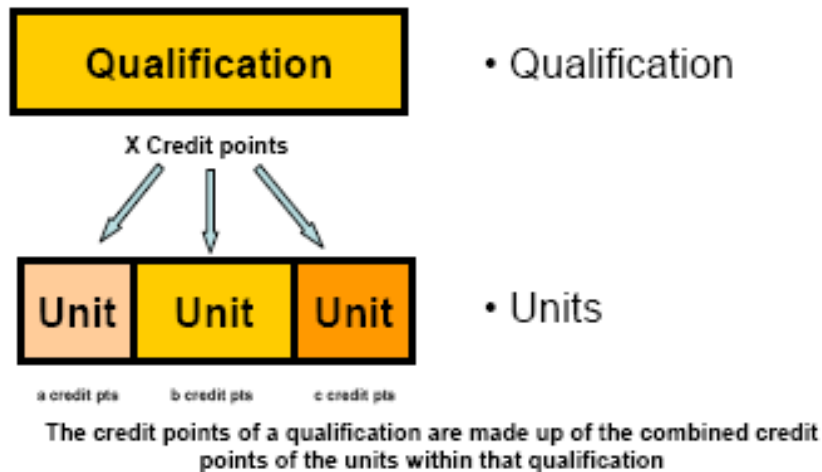 Qualification
• Qualification
X Credit points
Unit Unit Unit
• Units
a credit pts b credit pts c credit pts
The credit points of a qualification are made up of the combined credit
points of the units within that qualification